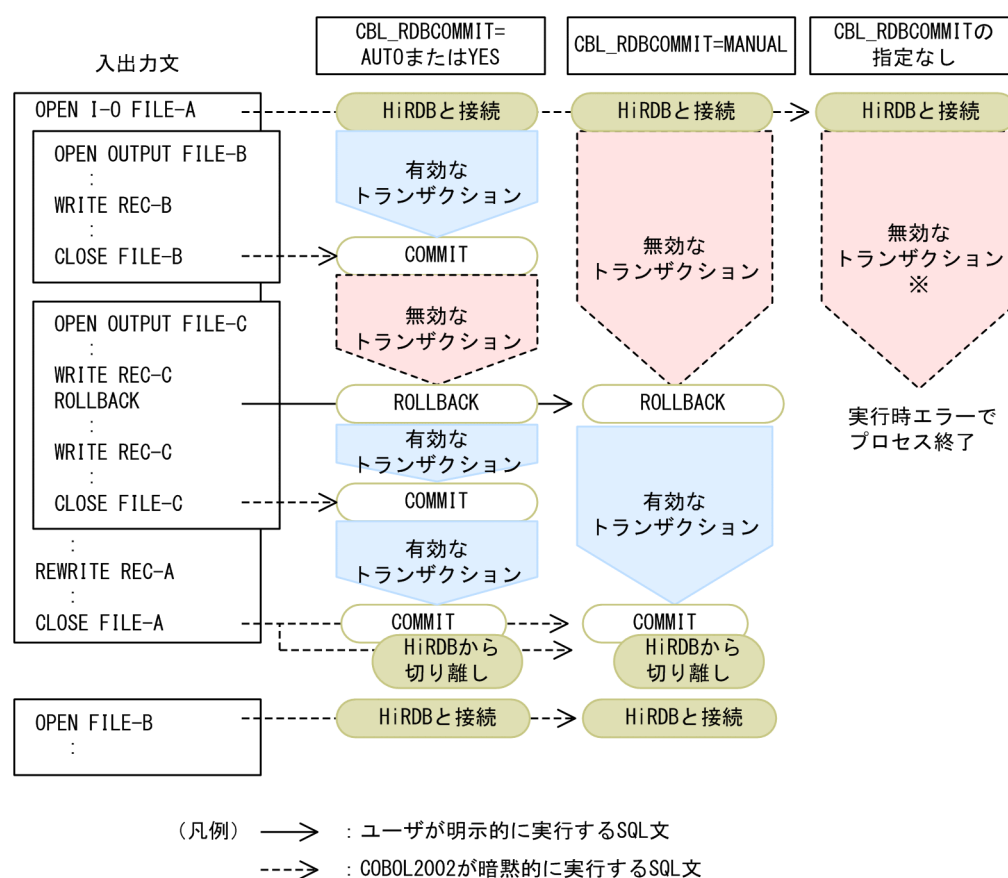 入出力文
CBL_RDBCOMMIT=
AUTOまたはYES
CBL_RDBCOMMIT=MANUAL
CBL_RDBCOMMITの
指定なし
OPEN I-O FILE-A
HiRDBと接続
HiRDBと接続
HiRDBと接続
OPEN OUTPUT FILE-B
:
WRITE REC-B
:
CLOSE FILE-B
有効な
トランザクション
COMMIT
無効な
トランザクション
無効な
トランザクション
無効な
トランザクション
※
OPEN OUTPUT FILE-C
:
WRITE REC-C
ROLLBACK
:
WRITE REC-C
:
CLOSE FILE-C
ROLLBACK
ROLLBACK
実行時エラーで
プロセス終了
有効な
トランザクション
COMMIT
有効な
トランザクション
有効な
トランザクション
:
REWRITE REC-A
:
CLOSE FILE-A
COMMIT
COMMIT
HiRDBから
切り離し
HiRDBから
切り離し
OPEN FILE-B
:
HiRDBと接続
HiRDBと接続
(凡例)
:ユーザが明示的に実行するSQL文
:COBOL2002が暗黙的に実行するSQL文